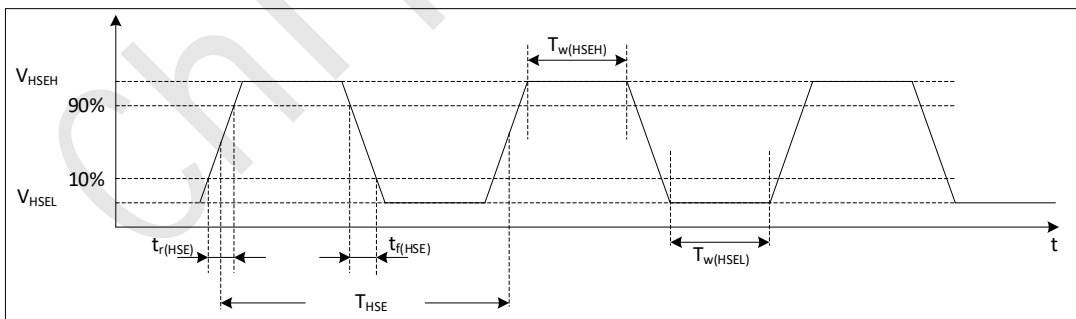 V_HSEH
90%
10%
V_HSEL
T_w(HSEH)
T_w(HSEL)
t_r(HSE)
t_f(HSE)
T_HSE
t